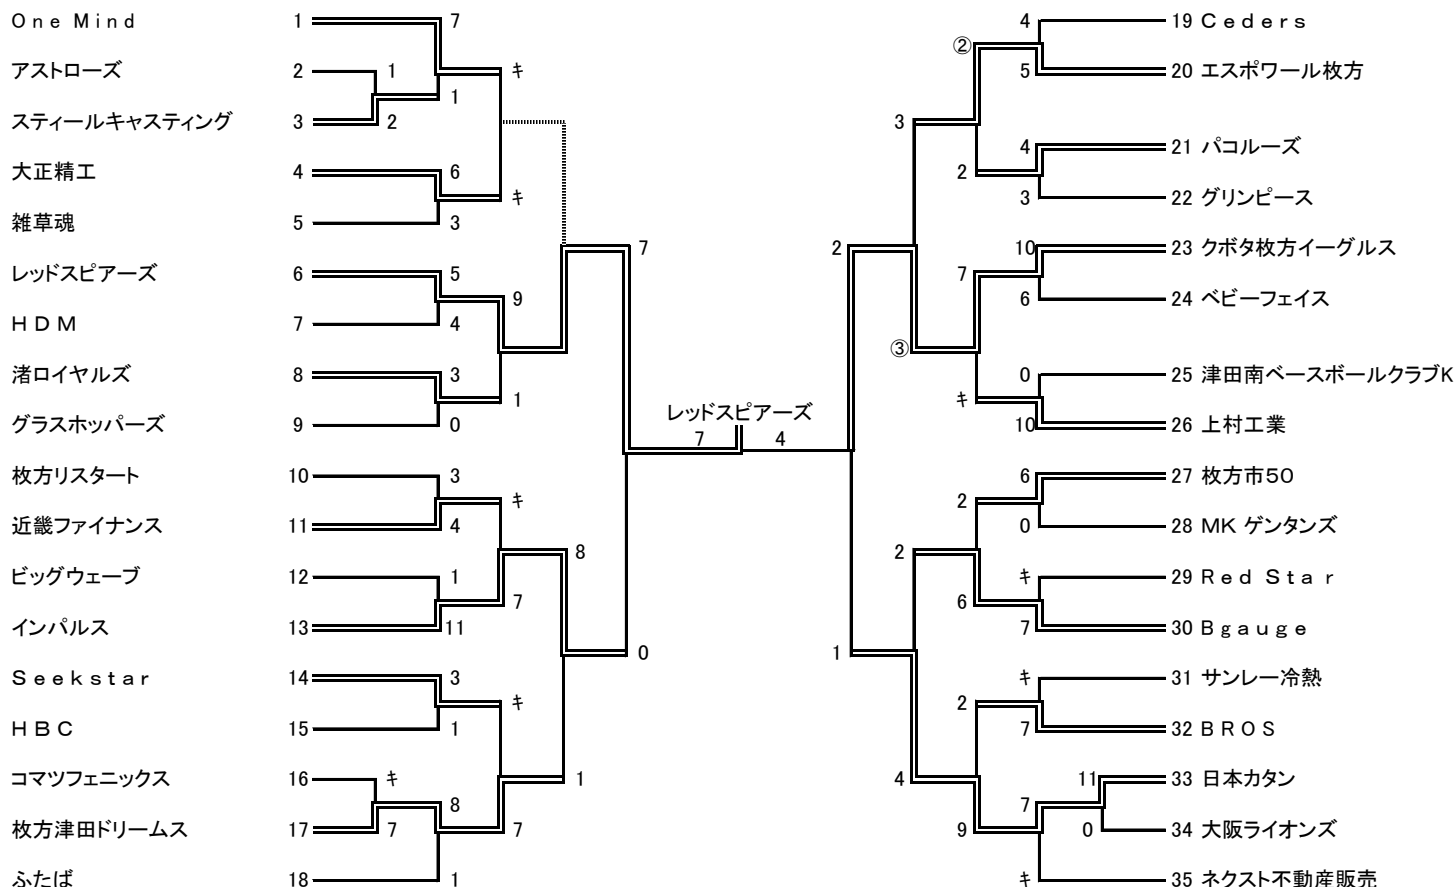 One Mind 1 7 4 19 Ceders
②
アストローズ 2 1 キ 5 20 エスポワール枚方
1
スティールキャスティング 3 2 3
4 21 パコルーズ
大正精工 4 6 2
キ 3 22 グリンピース
雑草魂 5 3
7 2 10 23 クボタ枚方イーグルス
レッドスピアーズ 6 5 7
9 6 24 ベビーフェイス
HDM 7 4
③
渚ロイヤルズ 8 3 0 25 津田南ベースボールクラブK
1 キ
レッドスピアーズ
グラスホッパーズ 9 0 10 26 上村工業
7 4
枚方リスタート 10 3 6 27 枚方市50
キ 2
近畿ファイナンス 11 4 0 28 MK ゲンタンズ
8 2
ビッグウェーブ 12 1 キ 29 Red Star
7 6
インパルス 13 11 7 30 Bgauge
0 1
Seekstar 14 3 キ 31 サンレー冷熱
キ 2
HBC 15 1 7 32 BROS
コマツフェニックス 16 キ 1 4 11 33 日本カタン
8 7
枚方津田ドリームス 17 7 7 9 0 34 大阪ライオンズ
ふたば 18 1 キ 35 ネクスト不動産販売